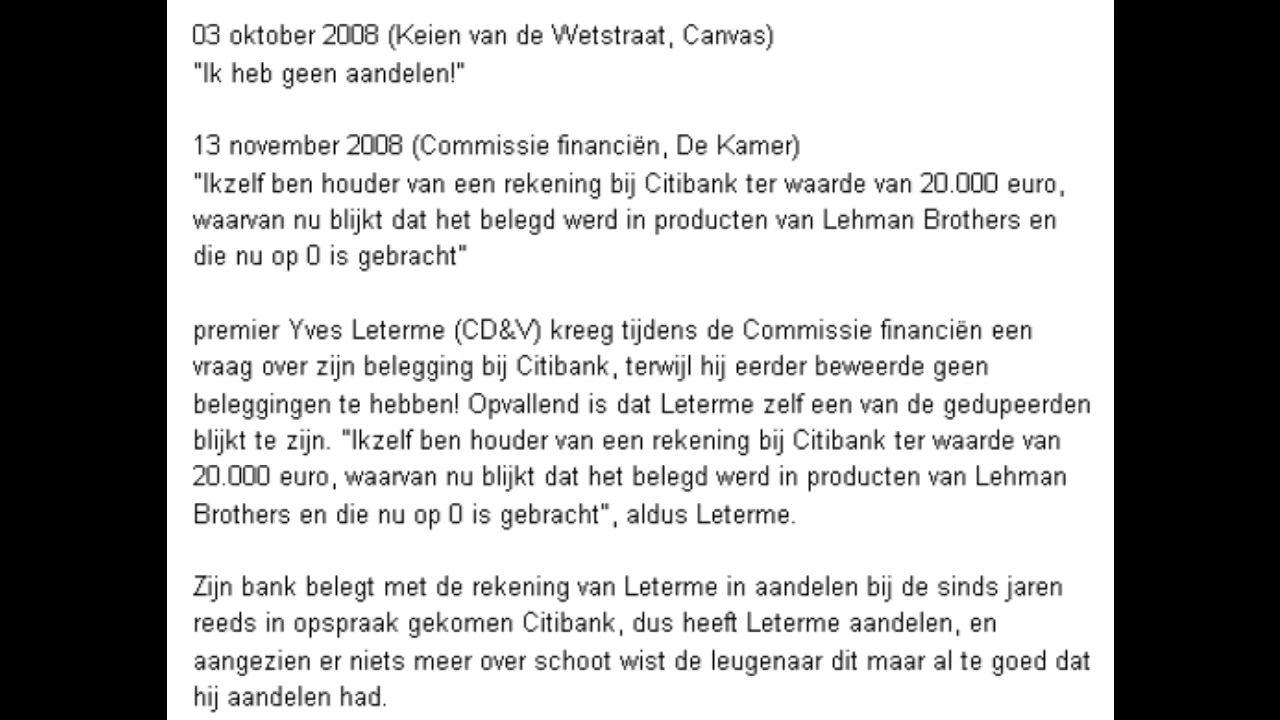 03 oktober 2008 (Keien van de Wetstraat, Canvas)
"Ik heb geen aandelen!"
13 november 2008 (Commissie financiën, De Kamer)
"Ikzelf ben houder van een rekening bij Citibank ter waarde van 20.000 euro,
waarvan nu blijkt dat het belegd werd in producten van Lehman Brothers en
die nu op 0 is gebracht"
premier Yves Leterme (CD&V) kreeg tijdens de Commissie financiën een
vraag over zijn belegging bij Citibank, terwijl hij eerder beweerde geen
beleggingen te hebben! Opvallend is dat Leterme zelf een van de gedupeerden
blijkt te zijn. "Ikzelf ben houder van een rekening bij Citibank ter waarde van
20.000 euro, waarvan nu blijkt dat het belegd werd in producten van Lehman
Brothers en die nu op 0 is gebracht", aldus Leterme.
Zijn bank belegt met de rekening van Leterme in aandelen bij de sinds jaren
reeds in opspraak gekomen Citibank, dus heeft Leterme aandelen, en
aangezien er niets meer over schoot wist de leugenaar dit maar al te goed dat
hij aandelen had.